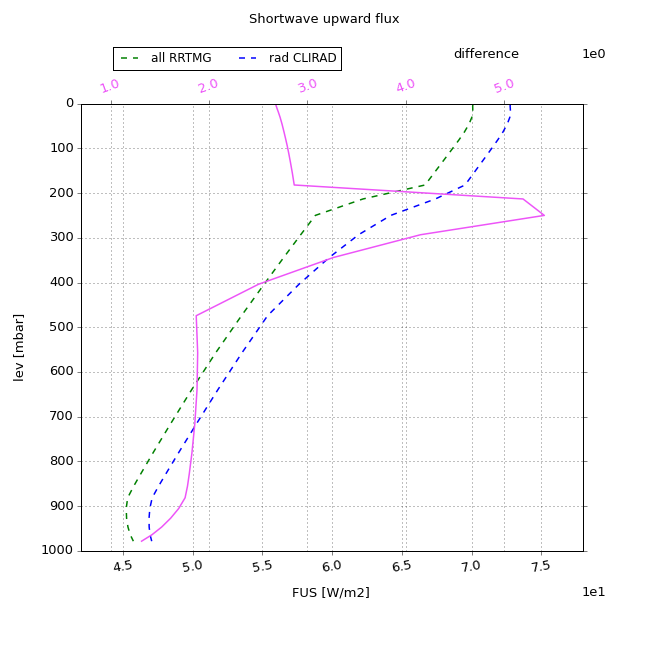 Shortwave upward flux
all RRTMG rad CLIRAD difference 1e0
1.0 2.0 3.0 4.0 5.0
0
100
200
300
400
500
600
700
800
900
1000
lev [mbar]
4.5 5.0 5.5 6.0 6.5 7.0 7.5
FUS [W/m2] 1e1